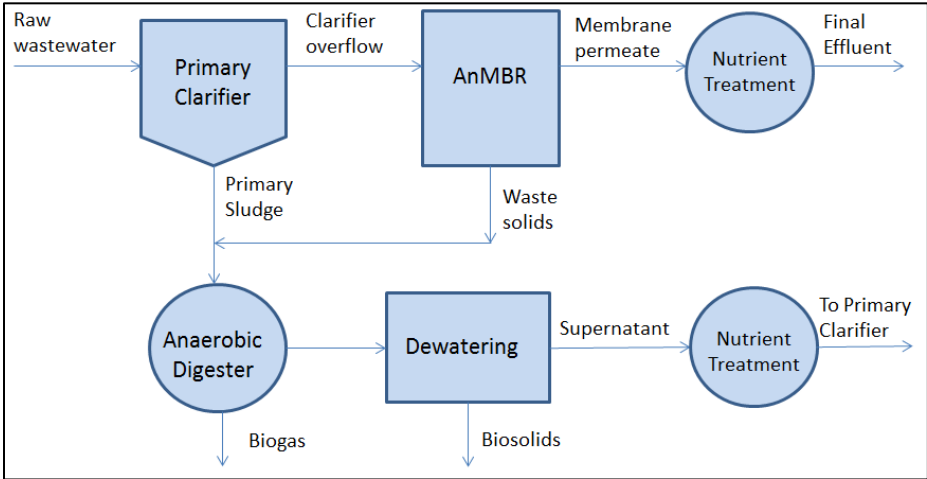 Raw
wastewater
Clarifier
overflow
Membrane
permeate
Final
Effluent
Primary
Clarifier
AnMBR
Nutrient
Treatment
Primary
Sludge
Waste
solids
Anaerobic
Digester
Dewatering
Supernatant
Nutrient
Treatment
To Primary
Clarifier
Biogas
Biosolids